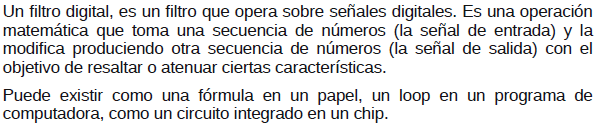 Un filtro digital, es un filtro que opera sobre señales digitales. Es una operación
matemática que toma una secuencia de números (la señal de entrada) y la
modifica produciendo otra secuencia de números (la señal de salida) con el
objetivo de resaltar o atenuar ciertas características.
Puede existir como una fórmula en un papel, un loop en un programa de
computadora, como un circuito integrado en un chip.